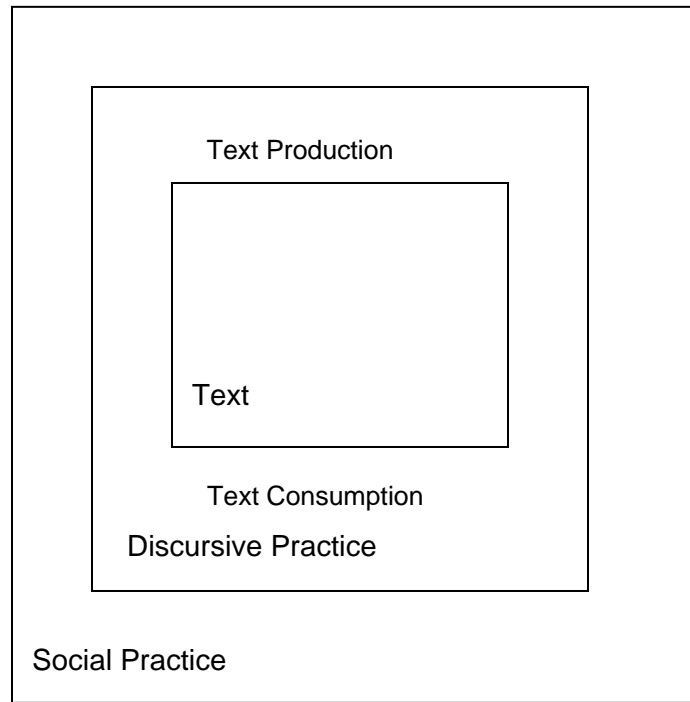 Text Production
Text
Text Consumption
Discursive Practice
Social Practice